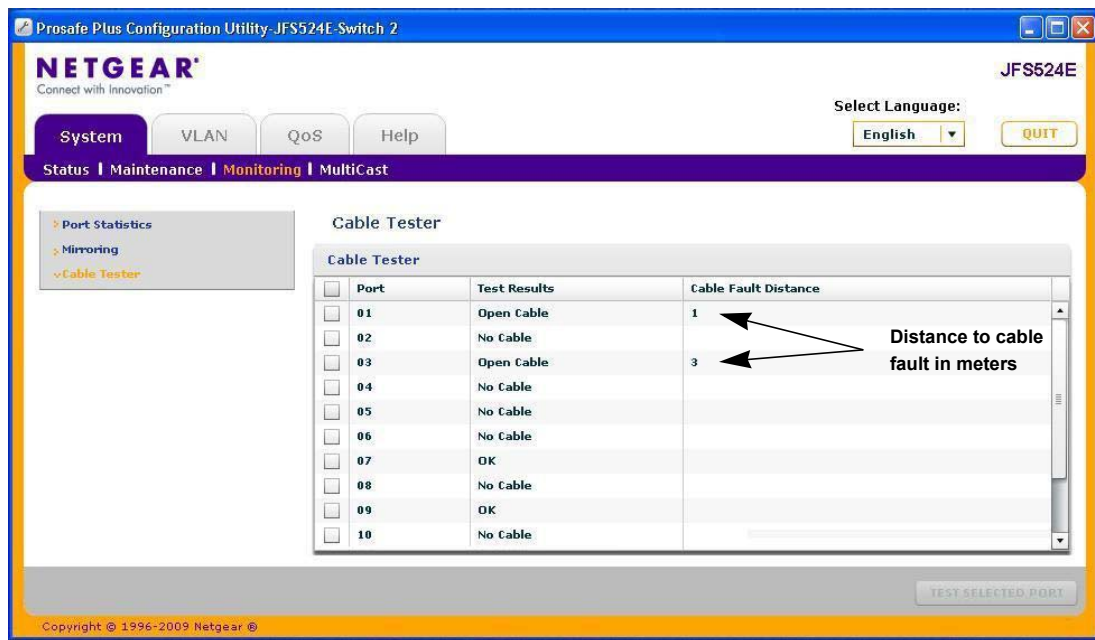 Prosafe Plus Configuration Utility-JFS524E-Switch 2
NETGEAR®
Connect with Innovation™
JFS524E
Select Language:
System VLAN QoS Help English QUIT
Status | Maintenance | Monitoring | MultiCast
Port Statistics
Mirroring
Cable Tester
Cable Tester
Cable Tester
Port Test Results Cable Fault Distance
01 Open Cable 1
02 No Cable
03 Open Cable 3
04 No Cable
05 No Cable
06 No Cable
07 OK
08 No Cable
09 OK
10 No Cable
Distance to cable
fault in meters
TEST SELECTED PORT
Copyright © 1996-2009 Netgear ®